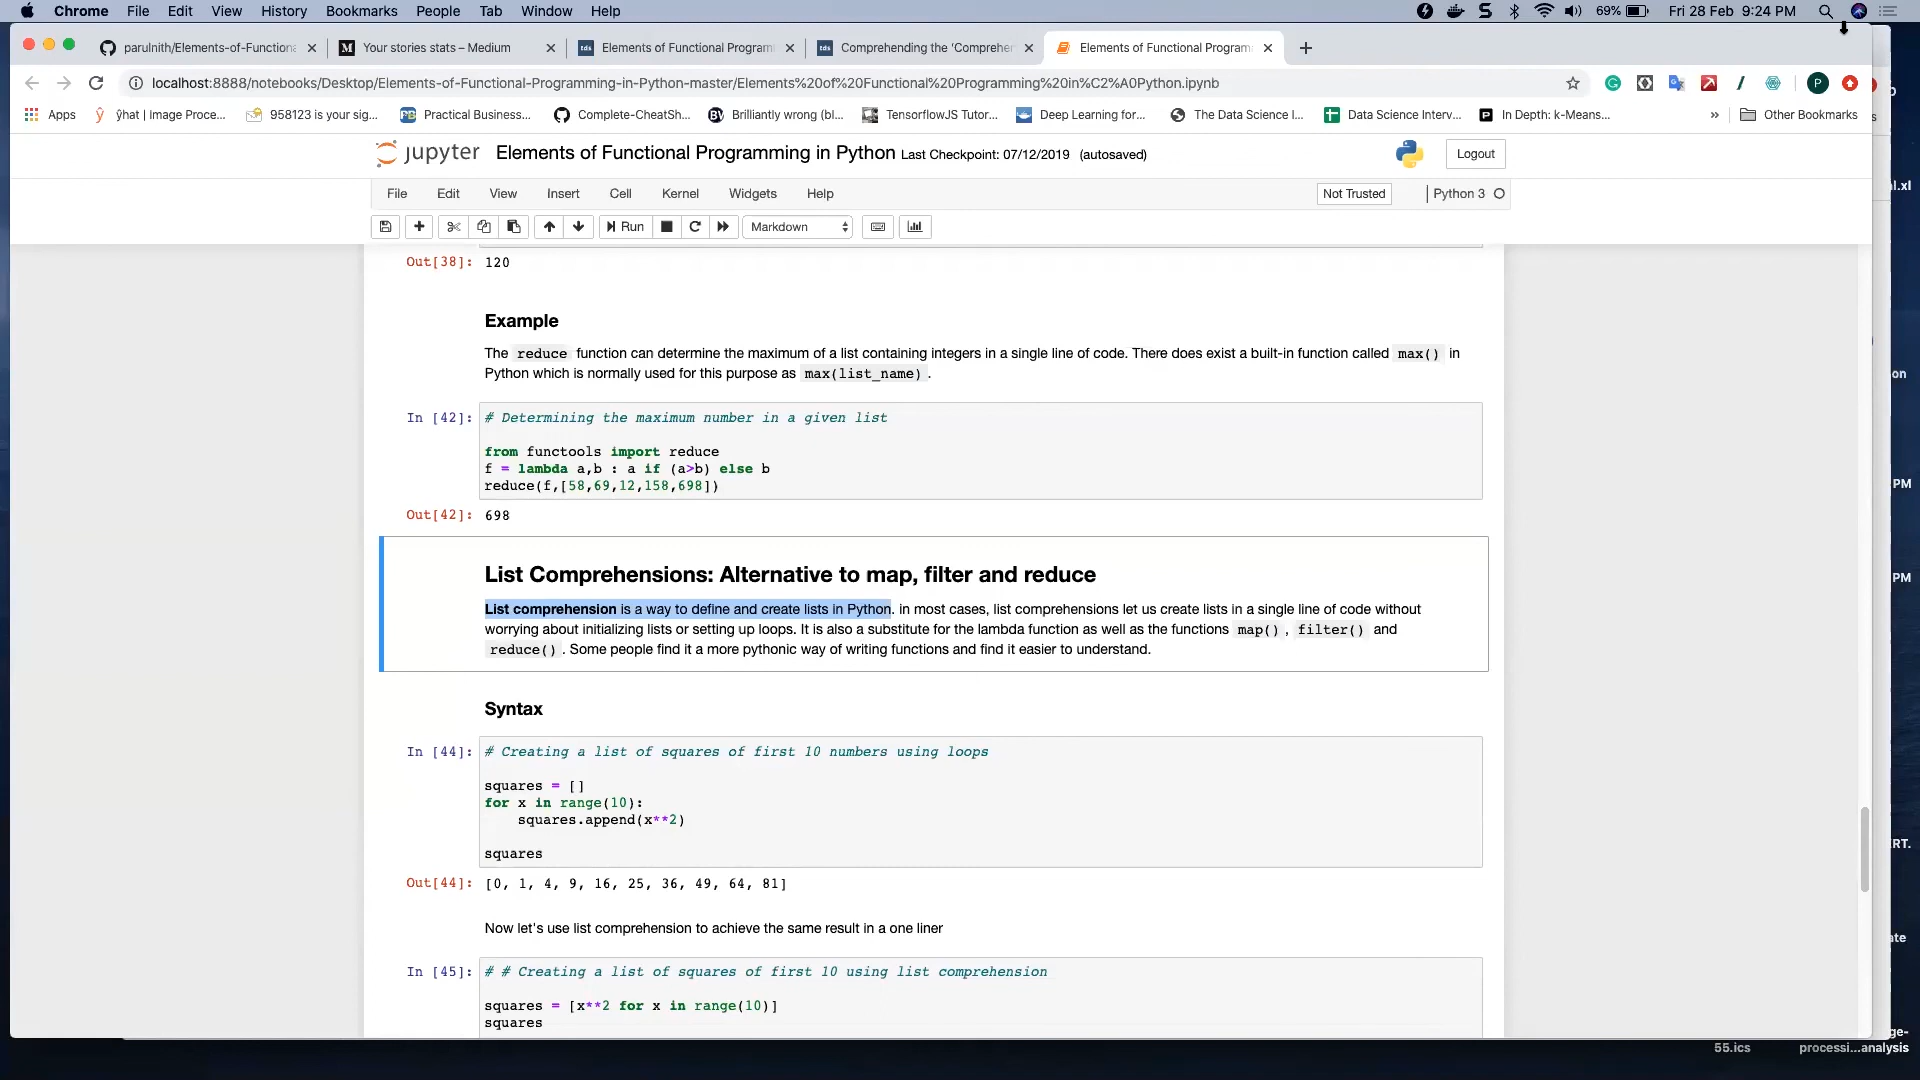 Chrome File Edit View History Bookmarks People Tab Window Help 69% Fri 28 Feb 9:24 PM
parulnith/Elements-of-Functiona Your stories stats – Medium Elements of Functional Program Comprehending the 'Comprehen Elements of Functional Program
localhost:8888/notebooks/Desktop/Elements-of-Functional-Programming-in-Python-master/Elements%20of%20Functional%20Programming%20in%C2%A0Python.ipynb
Apps ŷhat | Image Proce... 958123 is your sig... Practical Business... Complete-CheatSh... Brilliantly wrong (bl... TensorflowJS Tutor... Deep Learning for... The Data Science I... Data Science Interv... In Depth: k-Means... » Other Bookmarks
jupyter Elements of Functional Programming in Python Last Checkpoint: 07/12/2019 (autosaved) Logout
File Edit View Insert Cell Kernel Widgets Help Not Trusted Python 3
Run Markdown
Out[38]: 120
Example
The reduce function can determine the maximum of a list containing integers in a single line of code. There does exist a built-in function called max() in
Python which is normally used for this purpose as max(list_name) .
In [42]: # Determining the maximum number in a given list
from functools import reduce
f = lambda a,b : a if (a>b) else b
reduce(f,[58,69,12,158,698])
Out[42]: 698
List Comprehensions: Alternative to map, filter and reduce
List comprehension is a way to define and create lists in Python. in most cases, list comprehensions let us create lists in a single line of code without
worrying about initializing lists or setting up loops. It is also a substitute for the lambda function as well as the functions map() , filter() and
reduce() . Some people find it a more pythonic way of writing functions and find it easier to understand.
Syntax
In [44]: # Creating a list of squares of first 10 numbers using loops
squares = []
for x in range(10):
squares.append(x**2)
squares
Out[44]: [0, 1, 4, 9, 16, 25, 36, 49, 64, 81]
Now let's use list comprehension to achieve the same result in a one liner
In [45]: # # Creating a list of squares of first 10 using list comprehension
squares = [x**2 for x in range(10)]
squares
55.ics processi...analysis